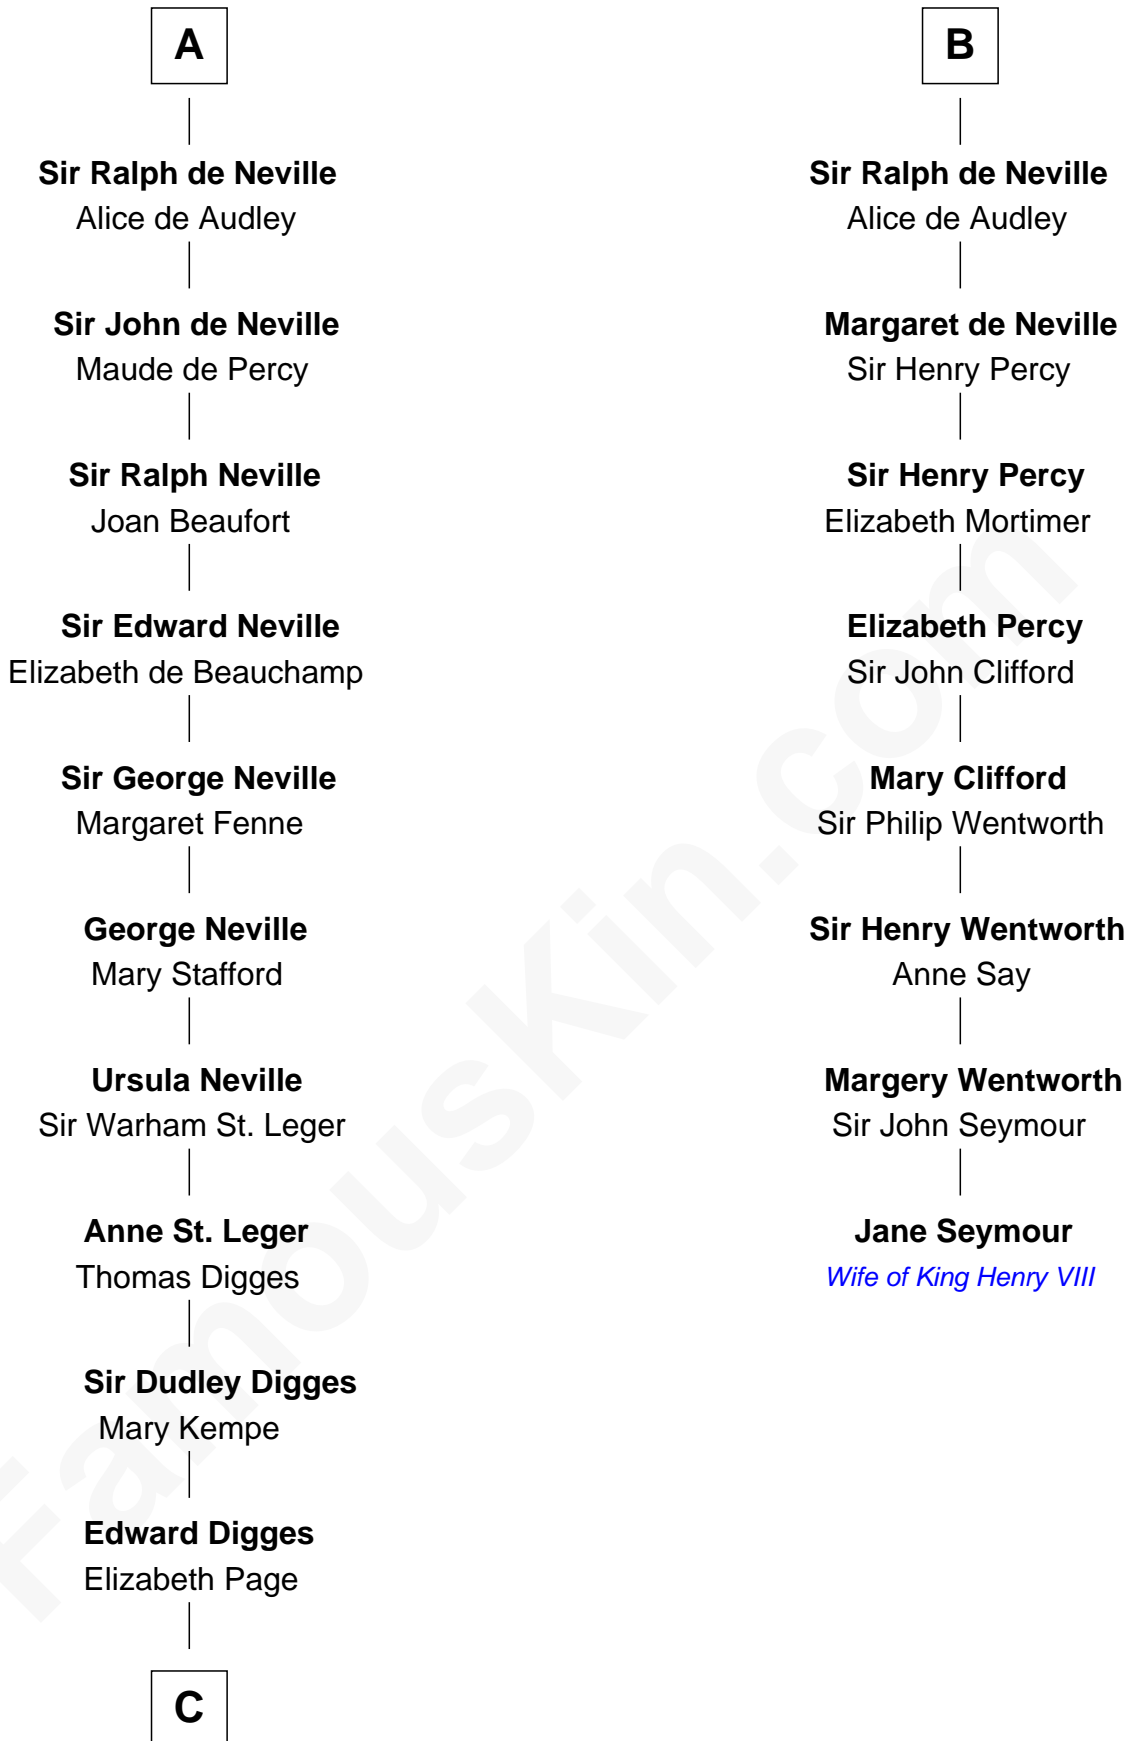 A
Sir Ralph de Neville
Alice de Audley
Sir John de Neville
Maude de Percy
Sir Ralph Neville
Joan Beaufort
Sir Edward Neville
Elizabeth de Beauchamp
Sir George Neville
Margaret Fenne
George Neville
Mary Stafford
Ursula Neville
Sir Warham St. Leger
Anne St. Leger
Thomas Digges
Sir Dudley Digges
Mary Kempe
Edward Digges
Elizabeth Page
C
B
Sir Ralph de Neville
Alice de Audley
Margaret de Neville
Sir Henry Percy
Sir Henry Percy
Elizabeth Mortimer
Elizabeth Percy
Sir John Clifford
Mary Clifford
Sir Philip Wentworth
Sir Henry Wentworth
Anne Say
Margery Wentworth
Sir John Seymour
Jane Seymour
Wife of King Henry VIII
FamousKin.com